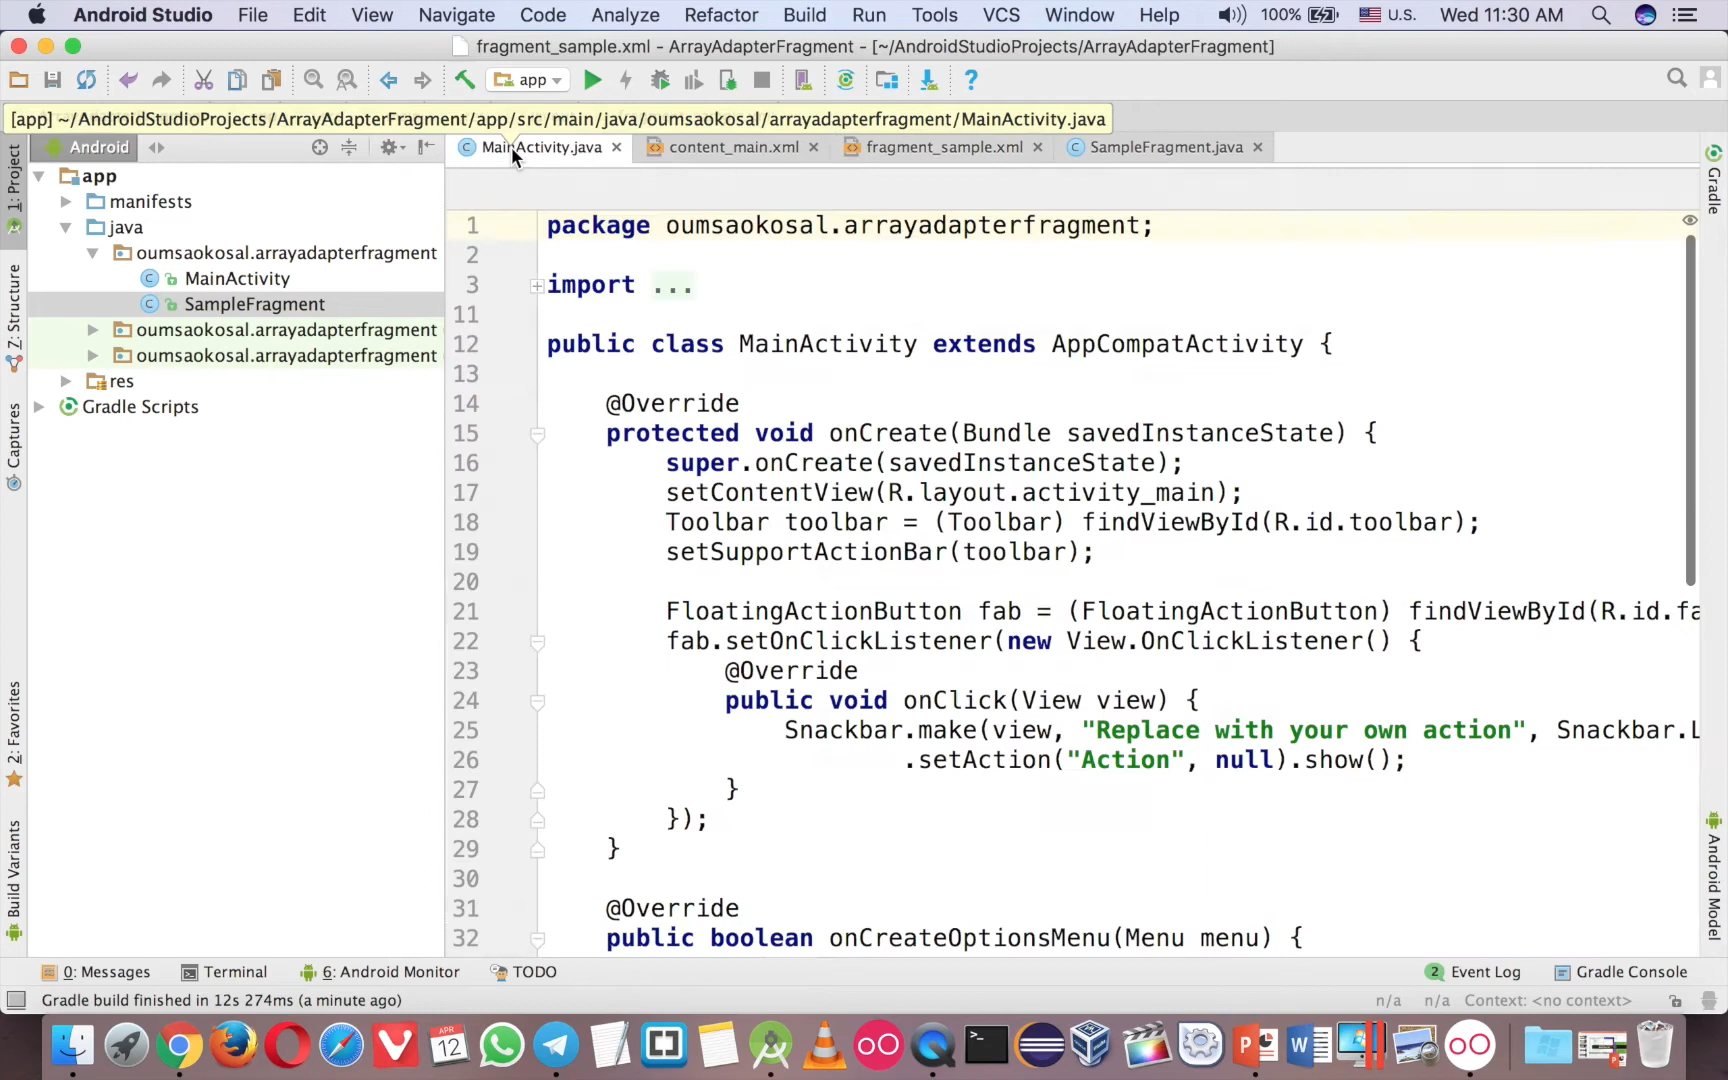 Android Studio File Edit View Navigate Code Analyze Refactor Build Run Tools VCS Window Help 100% U.S. Wed 11:30 AM
fragment_sample.xml - ArrayAdapterFragment - [~/AndroidStudioProjects/ArrayAdapterFragment]
app
[app] ~/AndroidStudioProjects/ArrayAdapterFragment/app/src/main/java/oumsaokosal/arrayadapterfragment/MainActivity.java
Android
MainActivity.java content_main.xml fragment_sample.xml SampleFragment.java
app
manifests
java
oumsaokosal.arrayadapterfragment
MainActivity
SampleFragment
oumsaokosal.arrayadapterfragment
oumsaokosal.arrayadapterfragment
res
Gradle Scripts
1: Project
7: Structure
Captures
2: Favorites
Build Variants
1 package oumsaokosal.arrayadapterfragment;
2
3 import ...
11
12 public class MainActivity extends AppCompatActivity {
13
14 @Override
15 protected void onCreate(Bundle savedInstanceState) {
16 super.onCreate(savedInstanceState);
17 setContentView(R.layout.activity_main);
18 Toolbar toolbar = (Toolbar) findViewById(R.id.toolbar);
19 setSupportActionBar(toolbar);
20
21 FloatingActionButton fab = (FloatingActionButton) findViewById(R.id.fa
22 fab.setOnClickListener(new View.OnClickListener() {
23 @Override
24 public void onClick(View view) {
25 Snackbar.make(view, "Replace with your own action", Snackbar.L
26 .setAction("Action", null).show();
27 }
28 });
29 }
30
31 @Override
32 public boolean onCreateOptionsMenu(Menu menu) {
Gradle
Android Model
0: Messages Terminal 6: Android Monitor TODO 2 Event Log Gradle Console
Gradle build finished in 12s 274ms (a minute ago) n/a n/a Context: <no context>
APR
12
P
W